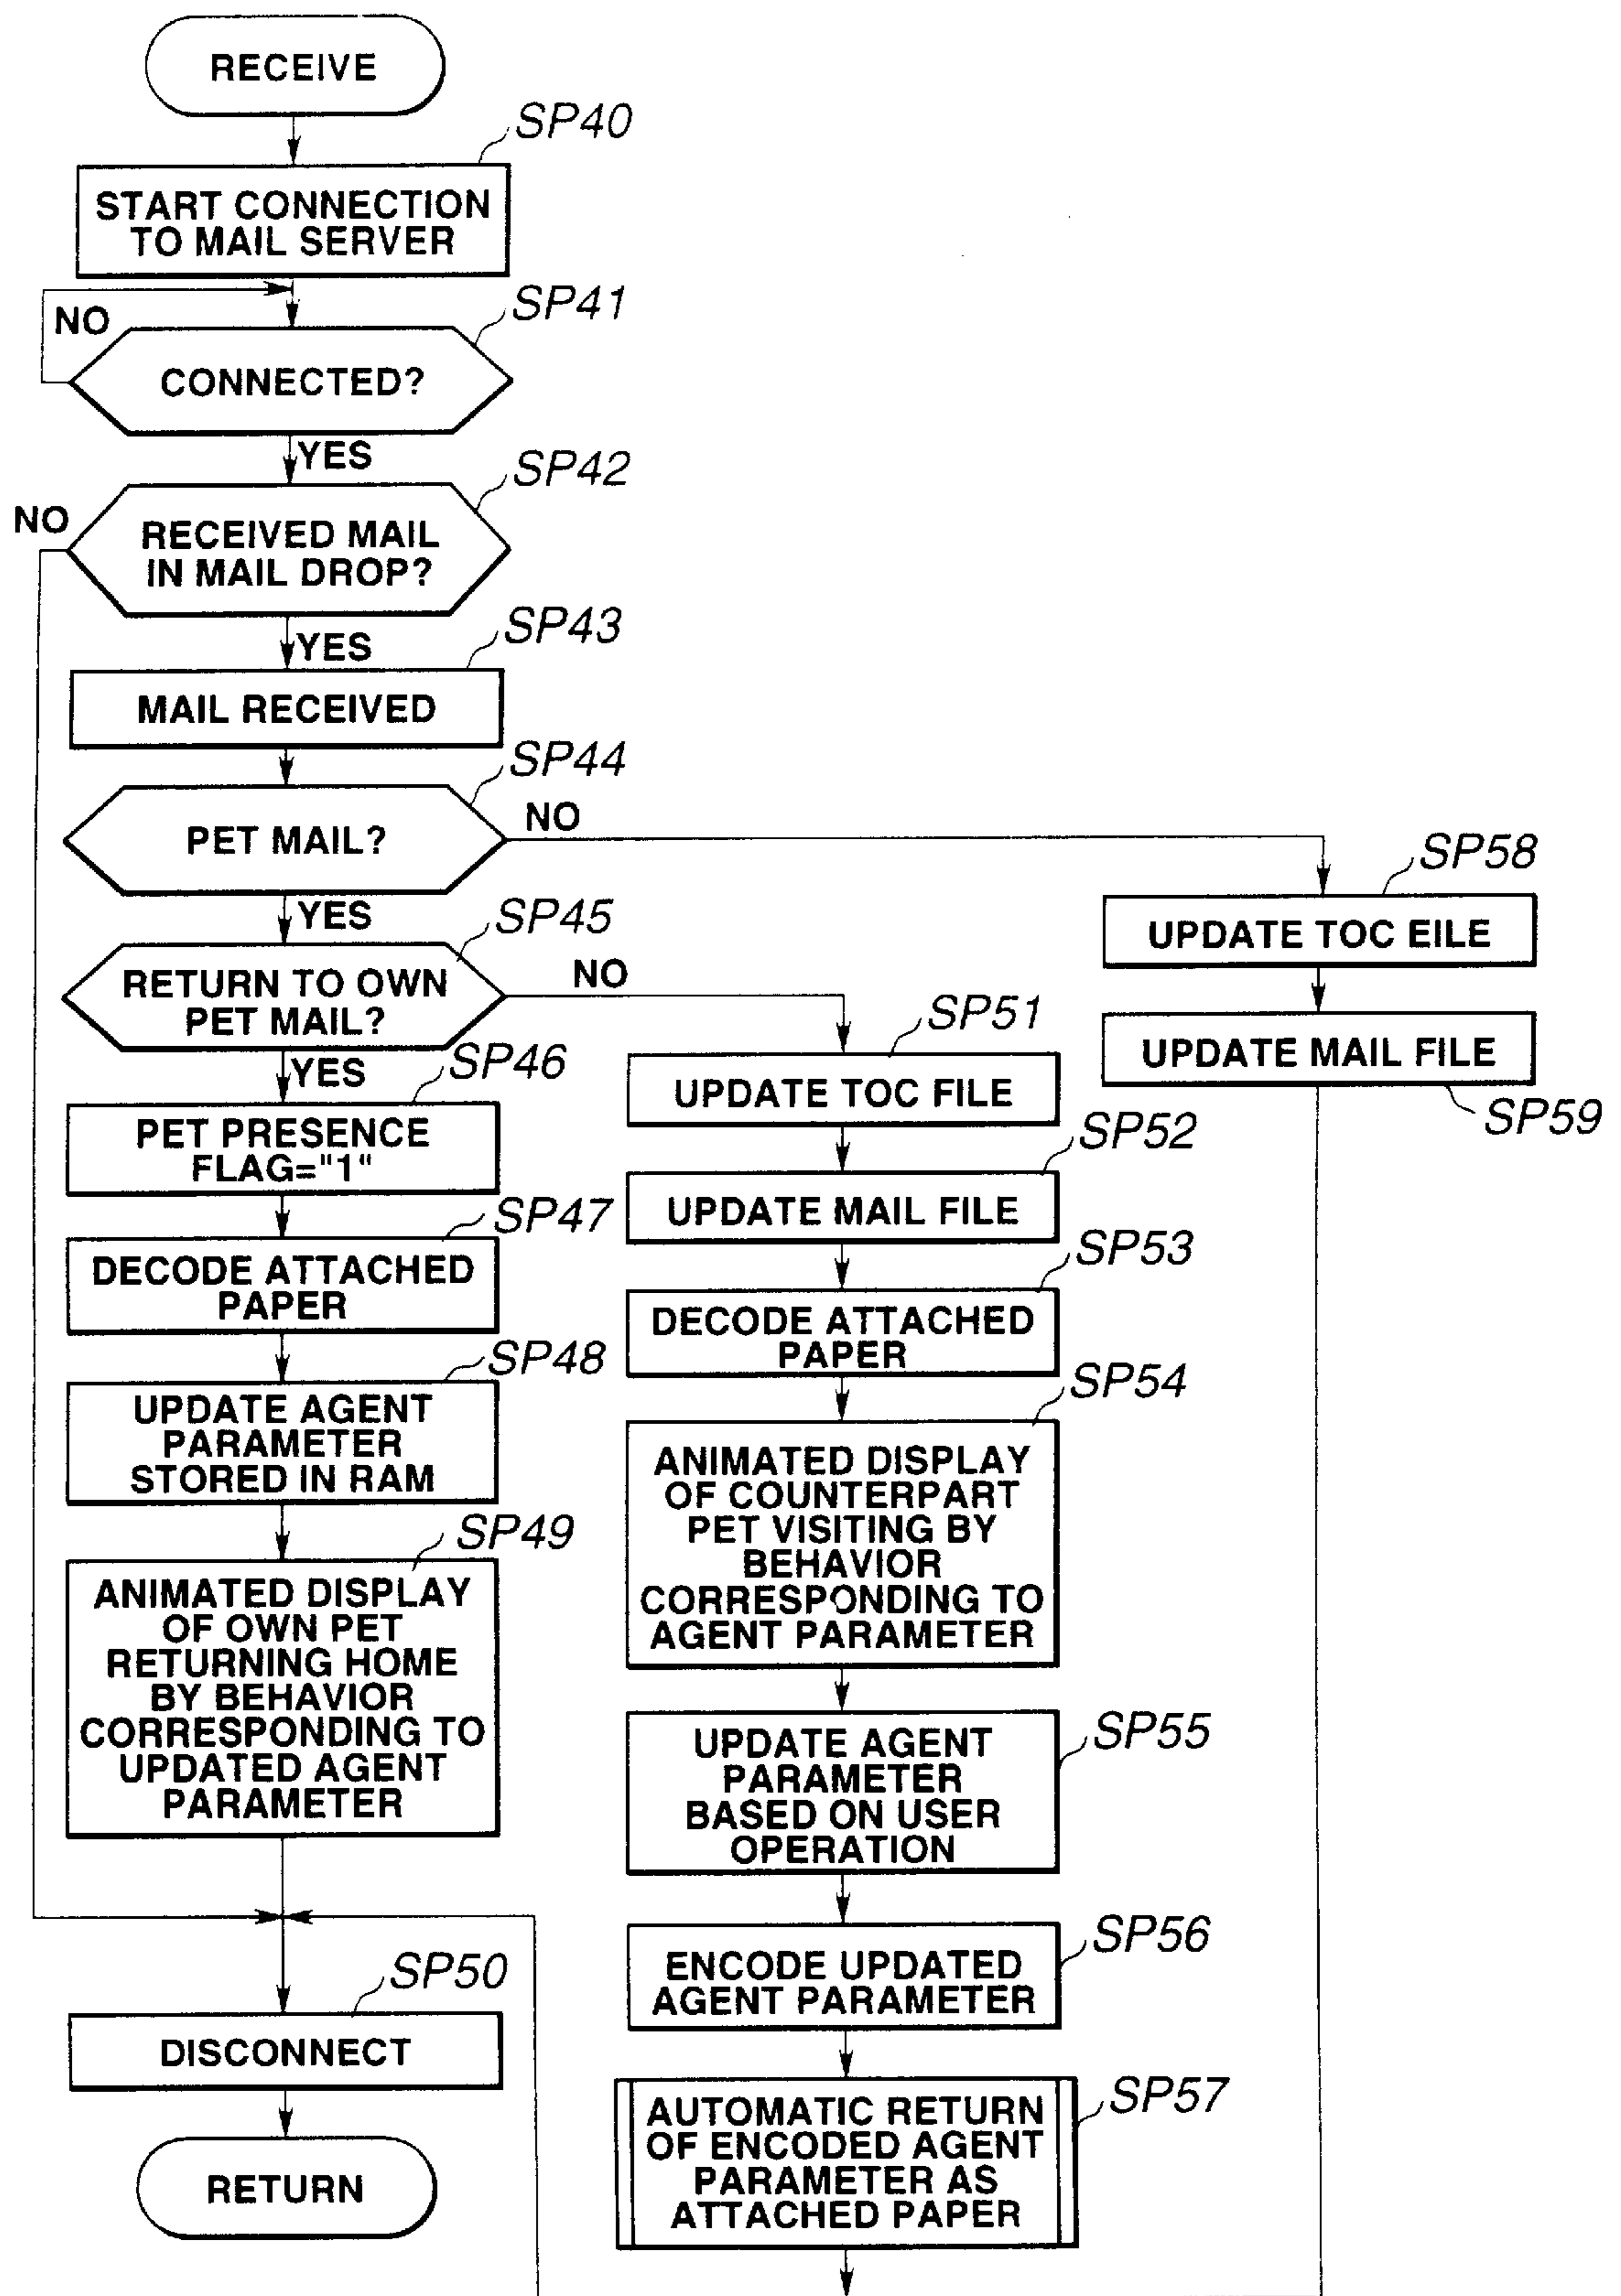 RECEIVE
SP40
START CONNECTION
TO MAIL SERVER
NO
SP41
CONNECTED?
YES
SP42
NO
RECEIVED MAIL
IN MAIL DROP?
YES
SP43
MAIL RECEIVED
SP44
PET MAIL?
NO
YES
SP45
RETURN TO OWN
PET MAIL?
NO
YES
SP46
PET PRESENCE
FLAG="1"
SP47
DECODE ATTACHED
PAPER
SP48
UPDATE AGENT
PARAMETER
STORED IN RAM
SP49
ANIMATED DISPLAY
OF OWN PET
RETURNING HOME
BY BEHAVIOR
CORRESPONDING TO
UPDATED AGENT
PARAMETER
SP50
DISCONNECT
RETURN
SP51
UPDATE TOC FILE
SP52
UPDATE MAIL FILE
SP53
DECODE ATTACHED
PAPER
SP54
ANIMATED DISPLAY
OF COUNTERPART
PET VISITING BY
BEHAVIOR
CORRESPONDING TO
AGENT PARAMETER
SP55
UPDATE AGENT
PARAMETER
BASED ON USER
OPERATION
SP56
ENCODE UPDATED
AGENT PARAMETER
SP57
AUTOMATIC RETURN
OF ENCODED AGENT
PARAMETER AS
ATTACHED PAPER
SP58
UPDATE TOC EILE
UPDATE MAIL FILE
SP59